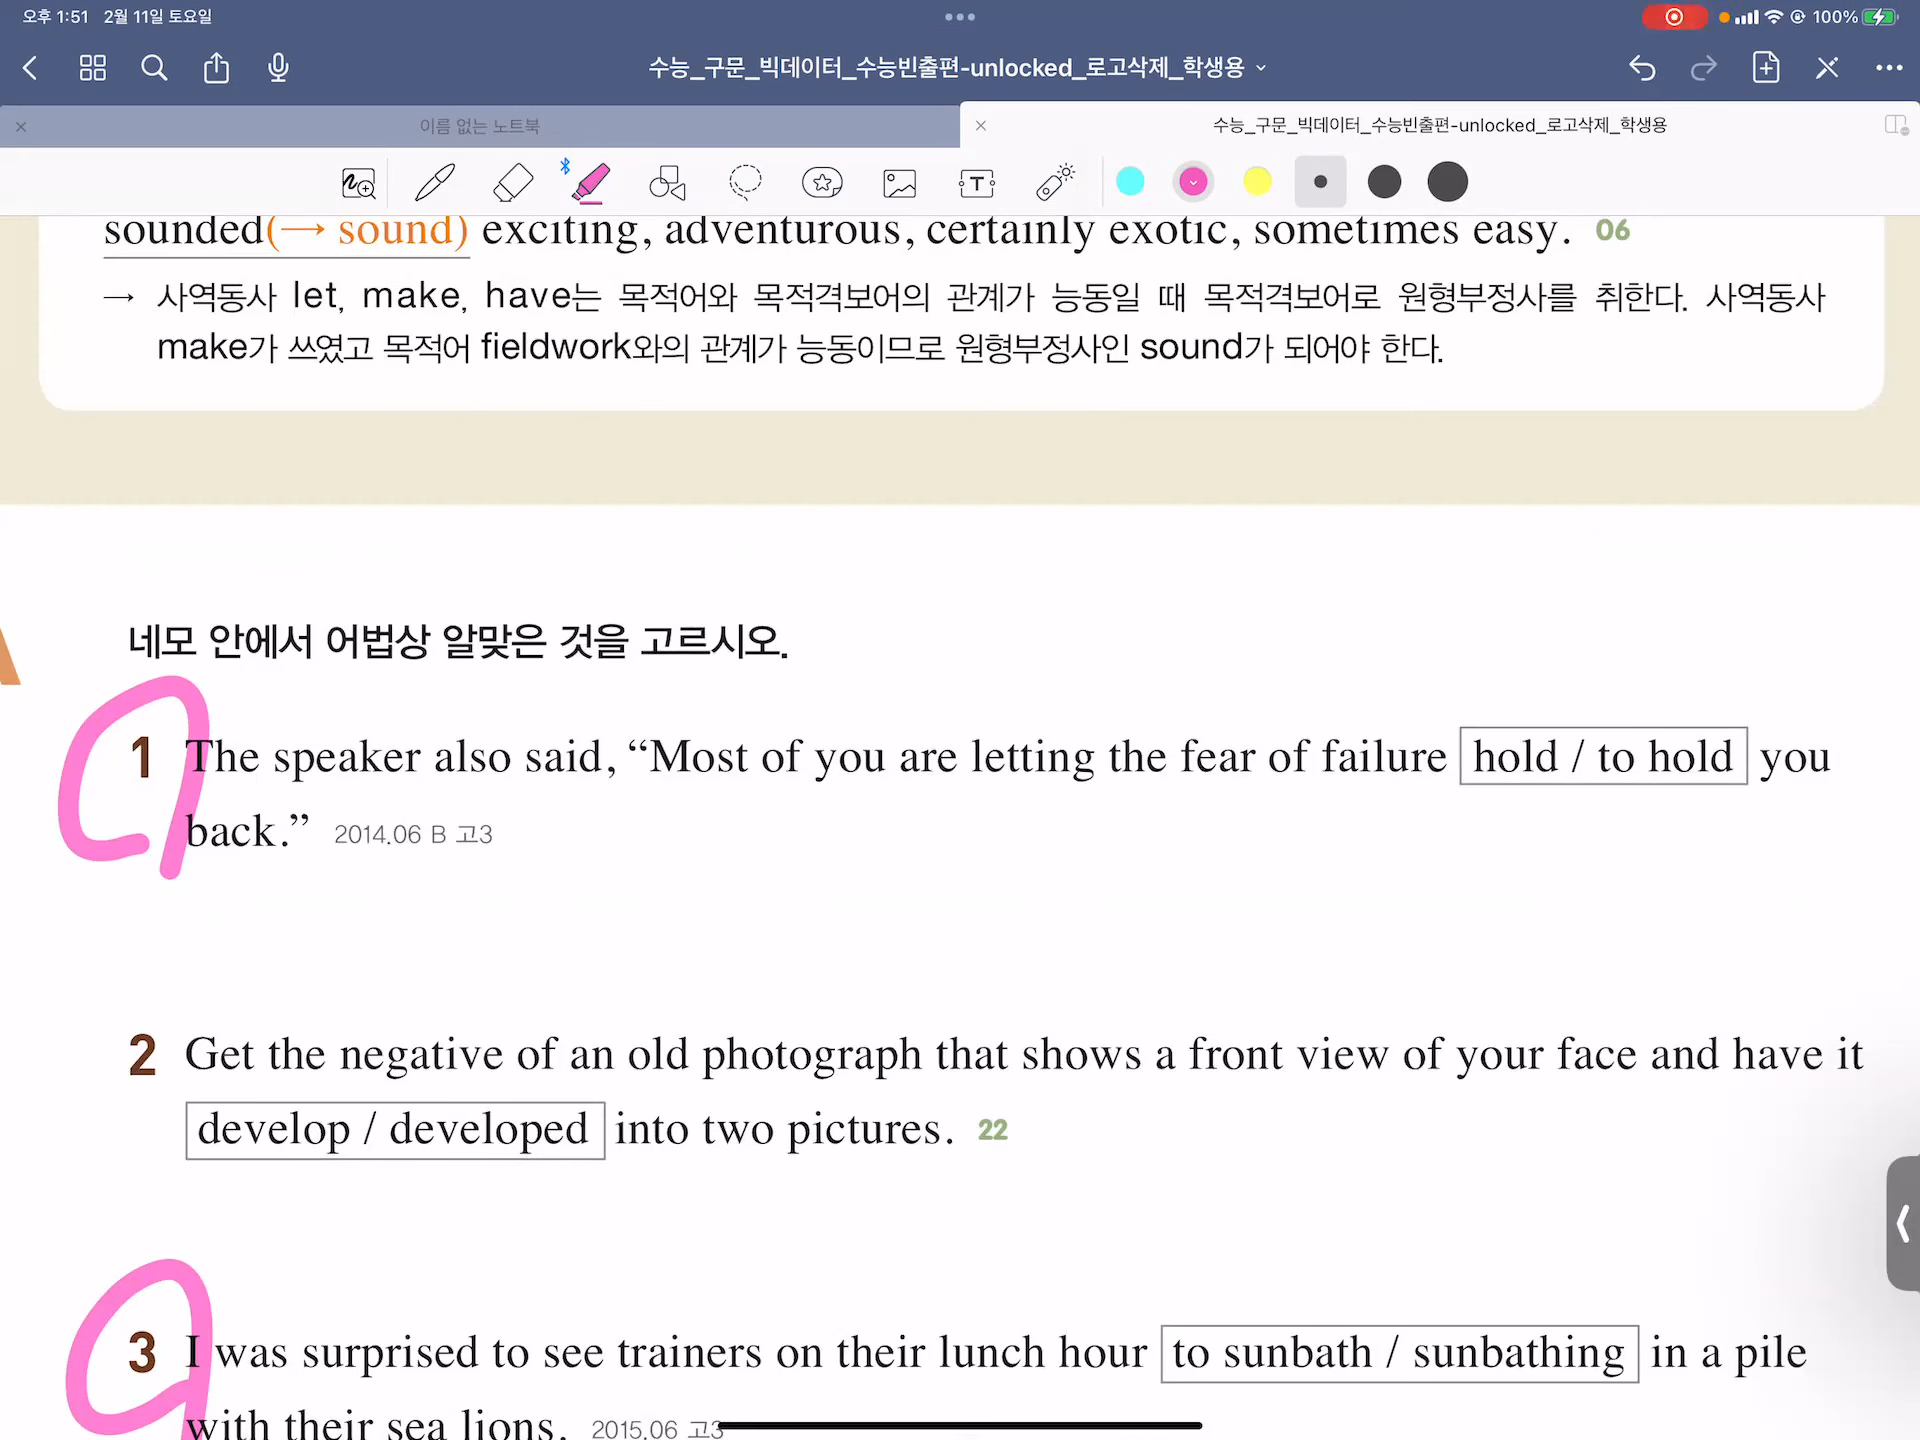 오후 1:51 2월 11일 토요일
100%
수능_구문_빅데이터_수능빈출편-unlocked_로고삭제_학생용
이름 없는 노트북
수능_구문_빅데이터_수능빈출편-unlocked_로고삭제_학생용
sounded(→ sound) exciting, adventurous, certainly exotic, sometimes easy. 06
→ 사역동사 let, make, have는 목적어와 목적격보어의 관계가 능동일 때 목적격보어로 원형부정사를 취한다. 사역동사
make가 쓰였고 목적어 fieldwork와의 관계가 능동이므로 원형부정사인 sound가 되어야 한다.
네모 안에서 어법상 알맞은 것을 고르시오.
1 The speaker also said, “Most of you are letting the fear of failure hold / to hold you
back.” 2014.06 B 고3
2 Get the negative of an old photograph that shows a front view of your face and have it
develop / developed into two pictures. 22
3 I was surprised to see trainers on their lunch hour to sunbath / sunbathing in a pile
with their sea lions. 2015.06 고3